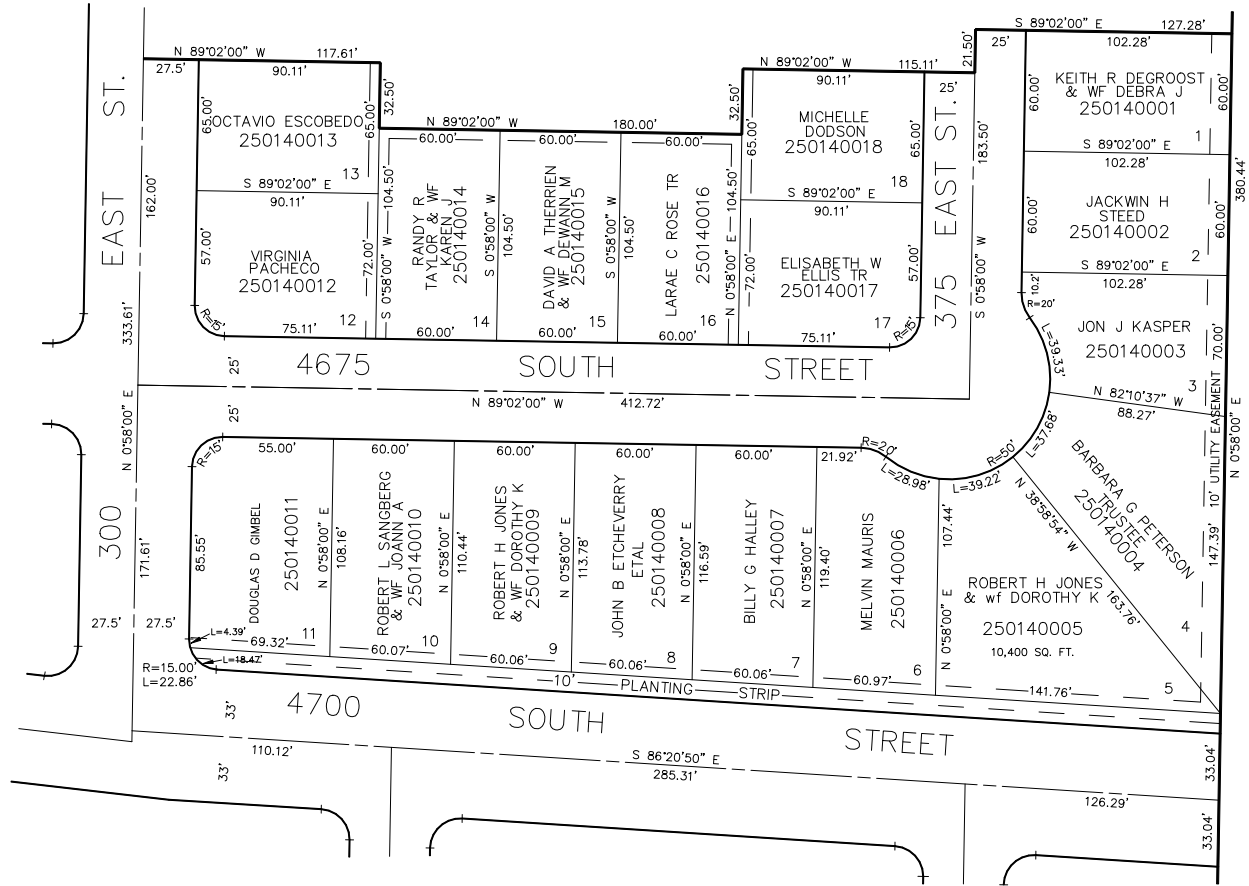 S 89°02'00" E 127.28'
N 89°02'00" W 117.61'
27.5'
90.11'
65.00'
OCTAVIO ESCOBEDO
250140013
65.00'
13
32.50'
S 89°02'00" E
90.11'
57.00'
VIRGINIA
PACHECO
250140012
72.00'
12
R=15'
75.11'
EAST ST.
162.00'
333.61'
N 0°58'00" E
300
171.61'
27.5'
27.5'
N 89°02'00" W 180.00'
60.00'
60.00'
60.00'
104.50'
S 0°58'00" W
RANDY R
TAYLOR & WF
KAREN J
250140014
14
60.00'
S 0°58'00" W
104.50'
DAVID A THERRIEN
& WF DEWANN M
250140015
15
60.00'
S 0°58'00" W
104.50'
LARAE C ROSE TR
250140016
16
60.00'
104.50'
N 0°58'00" E
32.50'
N 89°02'00" W 115.11'
90.11'
25'
65.00'
MICHELLE
DODSON
250140018
65.00'
18
S 89°02'00" E
90.11'
72.00'
ELISABETH W
ELLIS TR
250140017
57.00'
17
R=15'
75.11'
375 EAST ST.
21.50'
25'
183.50'
S 0°58'00" W
102.28'
60.00'
KEITH R DEGROOST
& WF DEBRA J
250140001
60.00'
1
S 89°02'00" E
102.28'
60.00'
JACKWIN H
STEED
250140002
60.00'
2
S 89°02'00" E
102.28'
10.2'
R=20'
JON J KASPER
250140003
L=39.33'
70.00'
3
N 82°10'37" W
88.27'
380.44'
N 0°58'00" E
10' UTILITY EASEMENT
4675 SOUTH STREET
25'
25'
N 89°02'00" W 412.72'
R=50'
L=37.68'
BARBARA G PETERSON
TRUSTEE
250140004
147.39'
4
N 38°58'54" W
163.76'
R=15'
55.00'
85.55'
DOUGLAS D GIMBEL
250140011
N 0°58'00" E
108.16'
11
L=4.39'
69.32'
L=18.47'
R=15.00'
L=22.86'
60.00'
ROBERT L SANGBERG
& WF JOANN A
250140010
N 0°58'00" E
110.44'
10
60.07'
60.00'
ROBERT H JONES
& WF DOROTHY K
250140009
N 0°58'00" E
113.78'
9
60.06'
60.00'
JOHN B ETCHEVERRY
ETAL
250140008
N 0°58'00" E
116.59'
8
60.06'
60.00'
BILLY G HALLEY
250140007
N 0°58'00" E
119.40'
7
60.06'
21.92'
R=20'
L=28.98'
MELVIN MAURIS
250140006
6
60.97'
L=39.22'
107.44'
N 0°58'00" E
ROBERT H JONES
& wf DOROTHY K
250140005
10,400 SQ. FT.
5
141.76'
10' PLANTING STRIP
33'
4700 SOUTH STREET
110.12'
33'
S 86°20'50" E
285.31'
126.29'
33.04'
33.04'